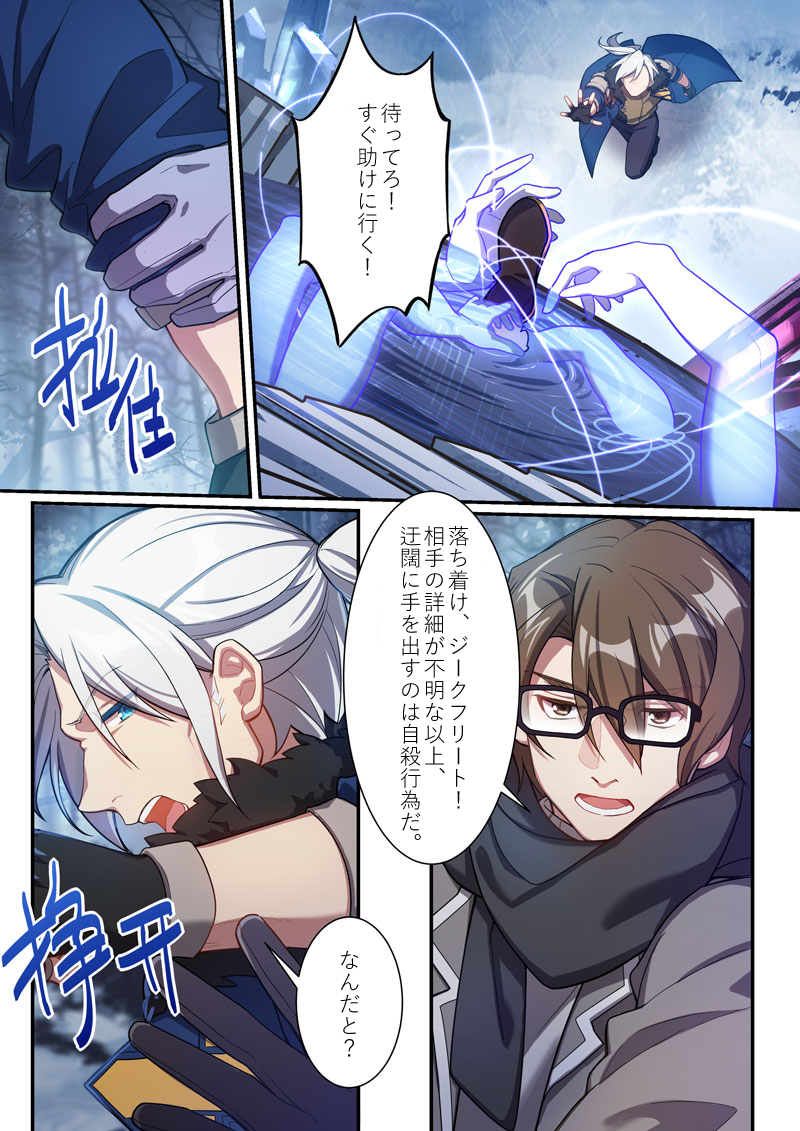 待ってろ！
すぐ助けに行く！
拉住
落ち着け、ジークフリート！
相手の詳細が不明な以上、
迂闊に手を出すのは自殺行為だ。
挣开
なんだと？